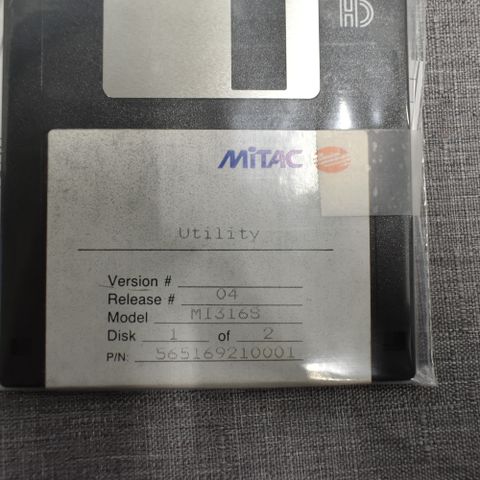 HD
MiTAC
Utility
Version #
Release # 04
Model MI316S
Disk 1 of 2
P/N: 565169210001